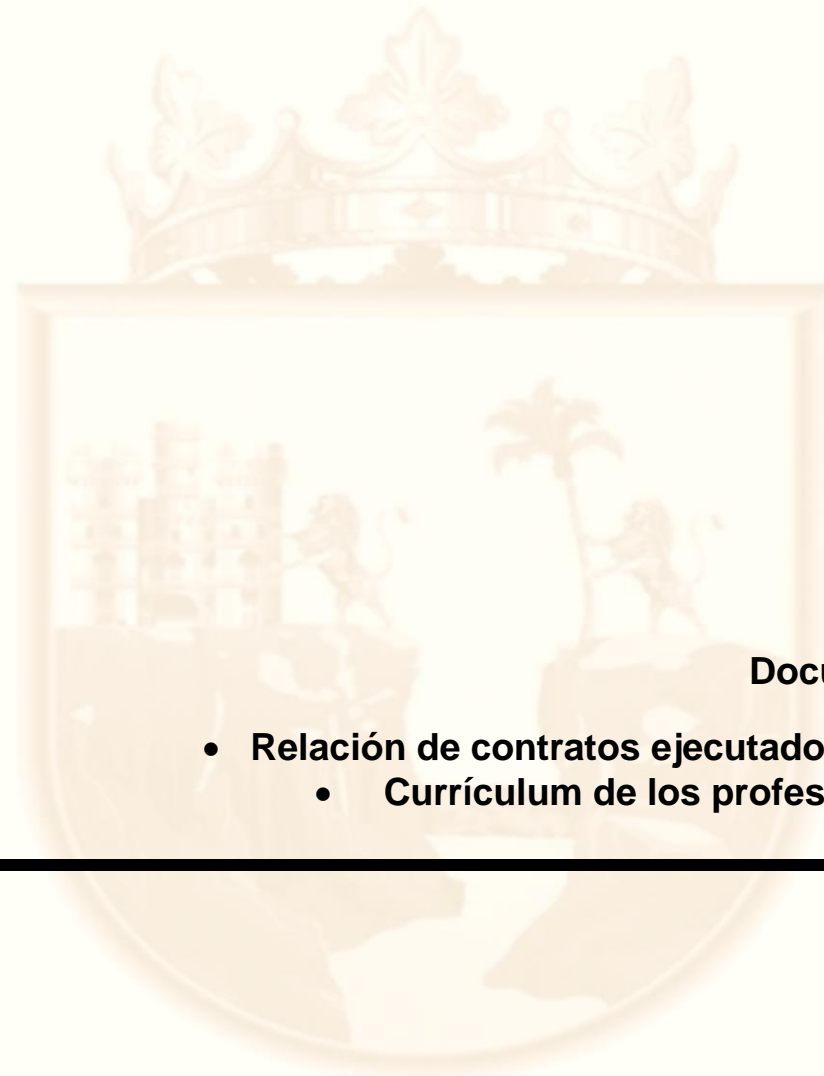 Docu
• Relación de contratos ejecutado
• Currículum de los profes